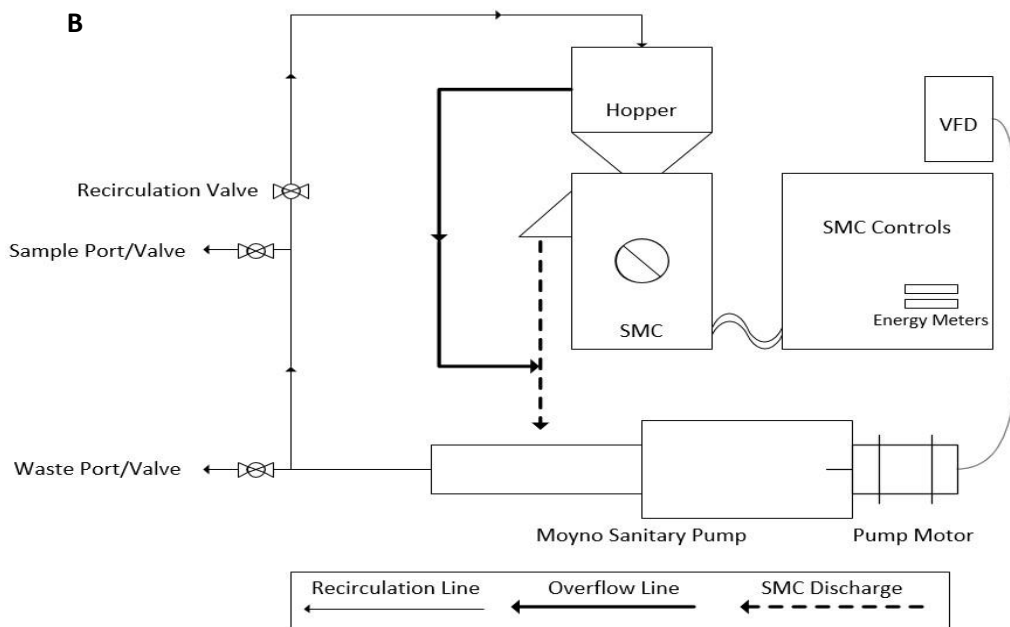 B
Hopper
VFD
Recirculation Valve
Sample Port/Valve
SMC Controls
Energy Meters
SMC
Waste Port/Valve
Moyno Sanitary Pump
Pump Motor
Recirculation Line
Overflow Line
SMC Discharge